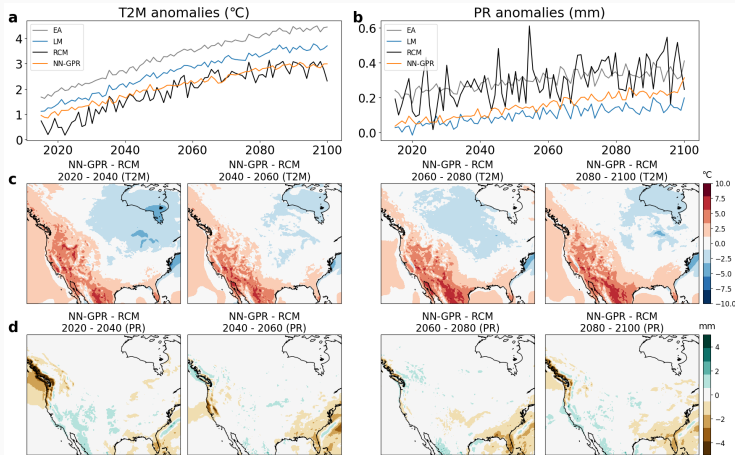 a T2M anomalies (℃)
b PR anomalies (mm)
EA
LM
RCM
NN-GPR
EA
LM
RCM
NN-GPR
4
3
2
1
0
0.6
0.4
0.2
0.0
2020 2040 2060 2080 2100
2020 2040 2060 2080 2100
c
NN-GPR - RCM
2020 - 2040 (T2M)
NN-GPR - RCM
2040 - 2060 (T2M)
NN-GPR - RCM
2060 - 2080 (T2M)
NN-GPR - RCM
2080 - 2100 (T2M)
℃
10.0
7.5
5.0
2.5
0.0
−2.5
−5.0
−7.5
−10.0
d
NN-GPR - RCM
2020 - 2040 (PR)
NN-GPR - RCM
2040 - 2060 (PR)
NN-GPR - RCM
2060 - 2080 (PR)
NN-GPR - RCM
2080 - 2100 (PR)
mm
4
2
0
−2
−4